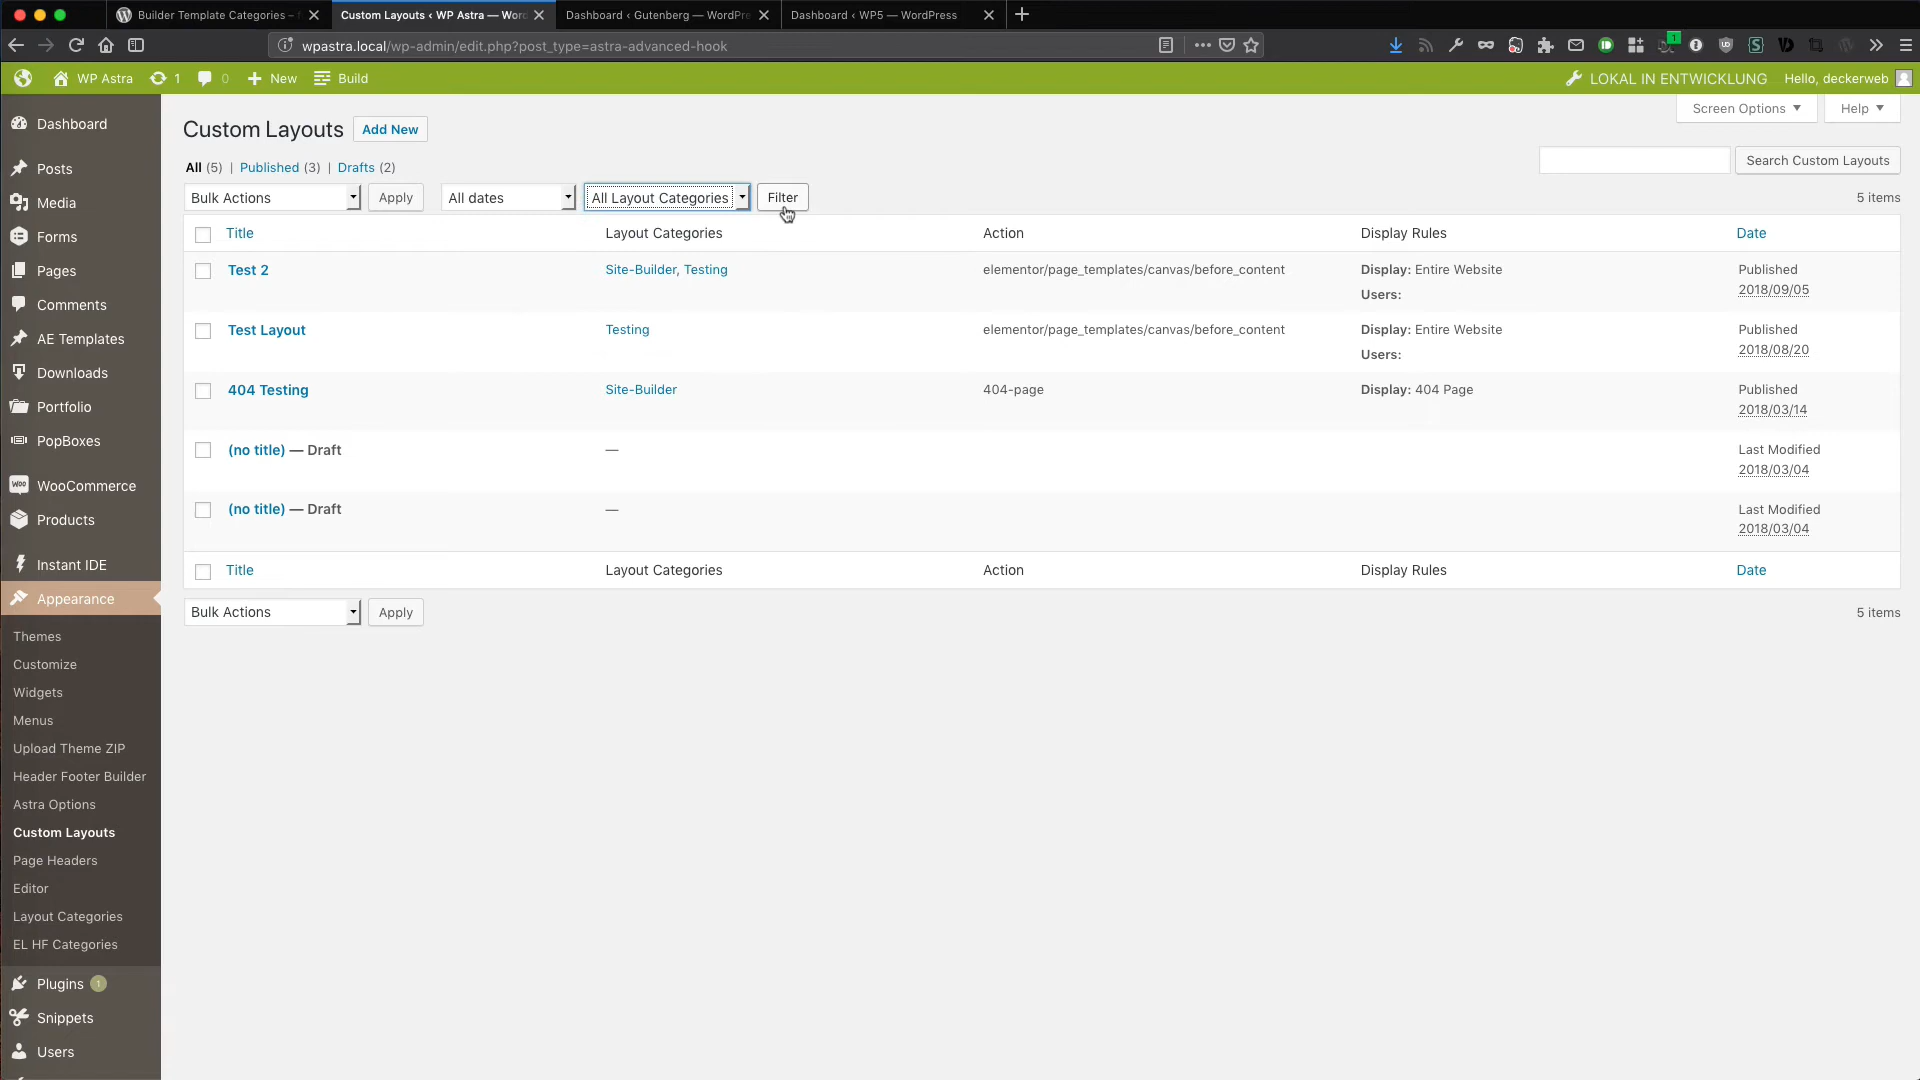 Builder Template Categories –
Custom Layouts ‹ WP Astra — Wor
Dashboard ‹ Gutenberg — WordPre
Dashboard ‹ WP5 — WordPress
wpastra.local/wp-admin/edit.php?post_type=astra-advanced-hook
WP Astra
1
0
New
Build
LOKAL IN ENTWICKLUNG
Hello, deckerweb
Screen Options
Help
Dashboard
Posts
Media
Forms
Pages
Comments
AE Templates
Downloads
Portfolio
PopBoxes
WooCommerce
Products
Instant IDE
Appearance
Themes
Customize
Widgets
Menus
Upload Theme ZIP
Header Footer Builder
Astra Options
Custom Layouts
Page Headers
Editor
Layout Categories
EL HF Categories
Plugins 1
Snippets
Users
Custom Layouts Add New
All (5) | Published (3) | Drafts (2)
Search Custom Layouts
Bulk Actions Apply All dates All Layout Categories Filter 5 items
Title Layout Categories Action Display Rules Date
Test 2 Site-Builder, Testing elementor/page_templates/canvas/before_content Display: Entire Website Published
Users: 2018/09/05
Test Layout Testing elementor/page_templates/canvas/before_content Display: Entire Website Published
Users: 2018/08/20
404 Testing Site-Builder 404-page Display: 404 Page Published
2018/03/14
(no title) — Draft — Last Modified
2018/03/04
(no title) — Draft — Last Modified
2018/03/04
Title Layout Categories Action Display Rules Date
Bulk Actions Apply 5 items